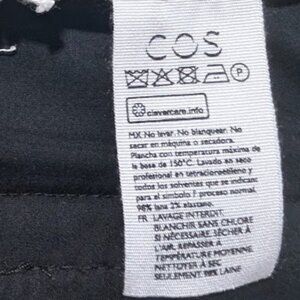 COS
P
clevercare.info
MX No lavar. No blanquear. No
secar en máquina o secadora.
Plancha con temperatura máxima de
la base de 150°C. Lavado en seco
profesional en tetracloroetileno y
todos los solventes que se indican
para el símbolo F proceso normal.
98% lana 2% elastano.
FR LAVAGE INTERDIT.
BLANCHIR SANS CHLORE
SI NÉCESSAIRE. SÉCHER À
L'AIR. REPASSER À
TEMPÉRATURE MOYENNE
NETTOYER À SEC
SEULEMENT. 98% LAINE